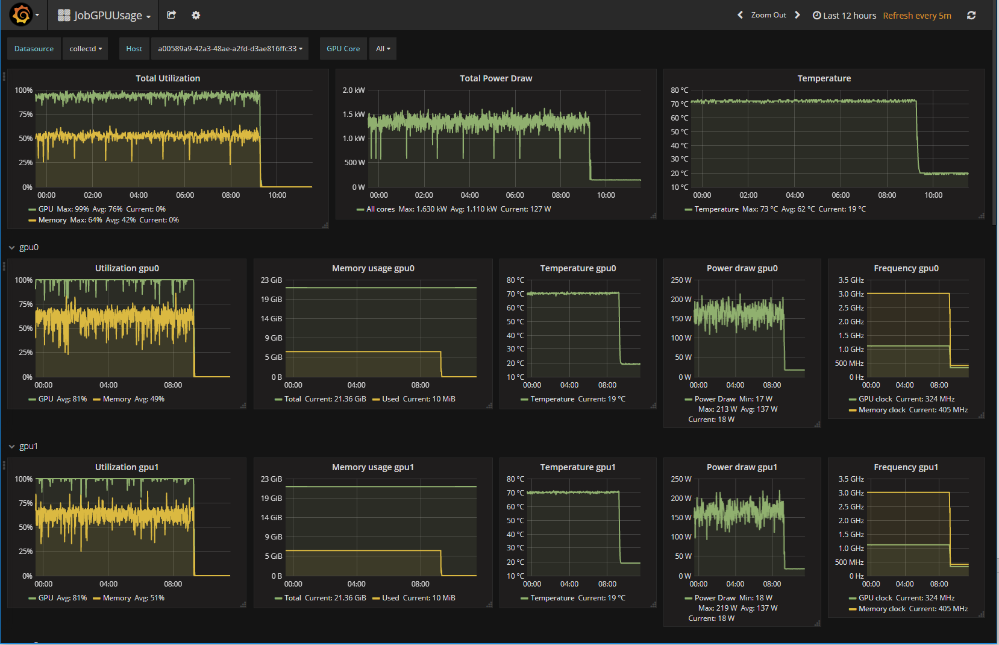 JobGPUUsage
Zoom Out
Last 12 hours
Refresh every 5m
Datasource
collectd
Host
a00589a9-42a3-48ae-a2fd-d3ae816ffc33
GPU Core
All
Total Utilization
100%
75%
50%
25%
0%
00:00 02:00 04:00 06:00 08:00 10:00
GPU Max: 99% Avg: 76% Current: 0%
Memory Max: 64% Avg: 42% Current: 0%
Total Power Draw
2.0 kW
1.5 kW
1.0 kW
500 W
0 W
00:00 02:00 04:00 06:00 08:00 10:00
All cores Max: 1.630 kW Avg: 1.110 kW Current: 127 W
Temperature
80 °C
70 °C
60 °C
50 °C
40 °C
30 °C
20 °C
10 °C
00:00 02:00 04:00 06:00 08:00 10:00
Temperature Max: 73 °C Avg: 62 °C Current: 19 °C
gpu0
Utilization gpu0
100%
75%
50%
25%
0%
00:00 04:00 08:00
GPU Avg: 81% Memory Avg: 49%
Memory usage gpu0
23 GiB
19 GiB
14 GiB
9 GiB
5 GiB
0 B
00:00 04:00 08:00
Total Current: 21.36 GiB Used Current: 10 MiB
Temperature gpu0
80 °C
70 °C
60 °C
50 °C
40 °C
30 °C
20 °C
10 °C
00:00 04:00 08:00
Temperature Current: 19 °C
Power draw gpu0
250 W
200 W
150 W
100 W
50 W
0 W
00:00 04:00 08:00
Power Draw Min: 17 W
Max: 213 W Avg: 137 W
Current: 18 W
Frequency gpu0
3.5 GHz
3.0 GHz
2.5 GHz
2.0 GHz
1.5 GHz
1.0 GHz
500 MHz
0 Hz
00:00 04:00 08:00
GPU clock Current: 324 MHz
Memory clock Current: 405 MHz
gpu1
Utilization gpu1
100%
75%
50%
25%
0%
00:00 04:00 08:00
GPU Avg: 81% Memory Avg: 51%
Memory usage gpu1
23 GiB
19 GiB
14 GiB
9 GiB
5 GiB
0 B
00:00 04:00 08:00
Total Current: 21.36 GiB Used Current: 10 MiB
Temperature gpu1
80 °C
70 °C
60 °C
50 °C
40 °C
30 °C
20 °C
10 °C
00:00 04:00 08:00
Temperature Current: 19 °C
Power draw gpu1
250 W
200 W
150 W
100 W
50 W
0 W
00:00 04:00 08:00
Power Draw Min: 18 W
Max: 219 W Avg: 137 W
Current: 18 W
Frequency gpu1
3.5 GHz
3.0 GHz
2.5 GHz
2.0 GHz
1.5 GHz
1.0 GHz
500 MHz
0 Hz
00:00 04:00 08:00
GPU clock Current: 324 MHz
Memory clock Current: 405 MHz